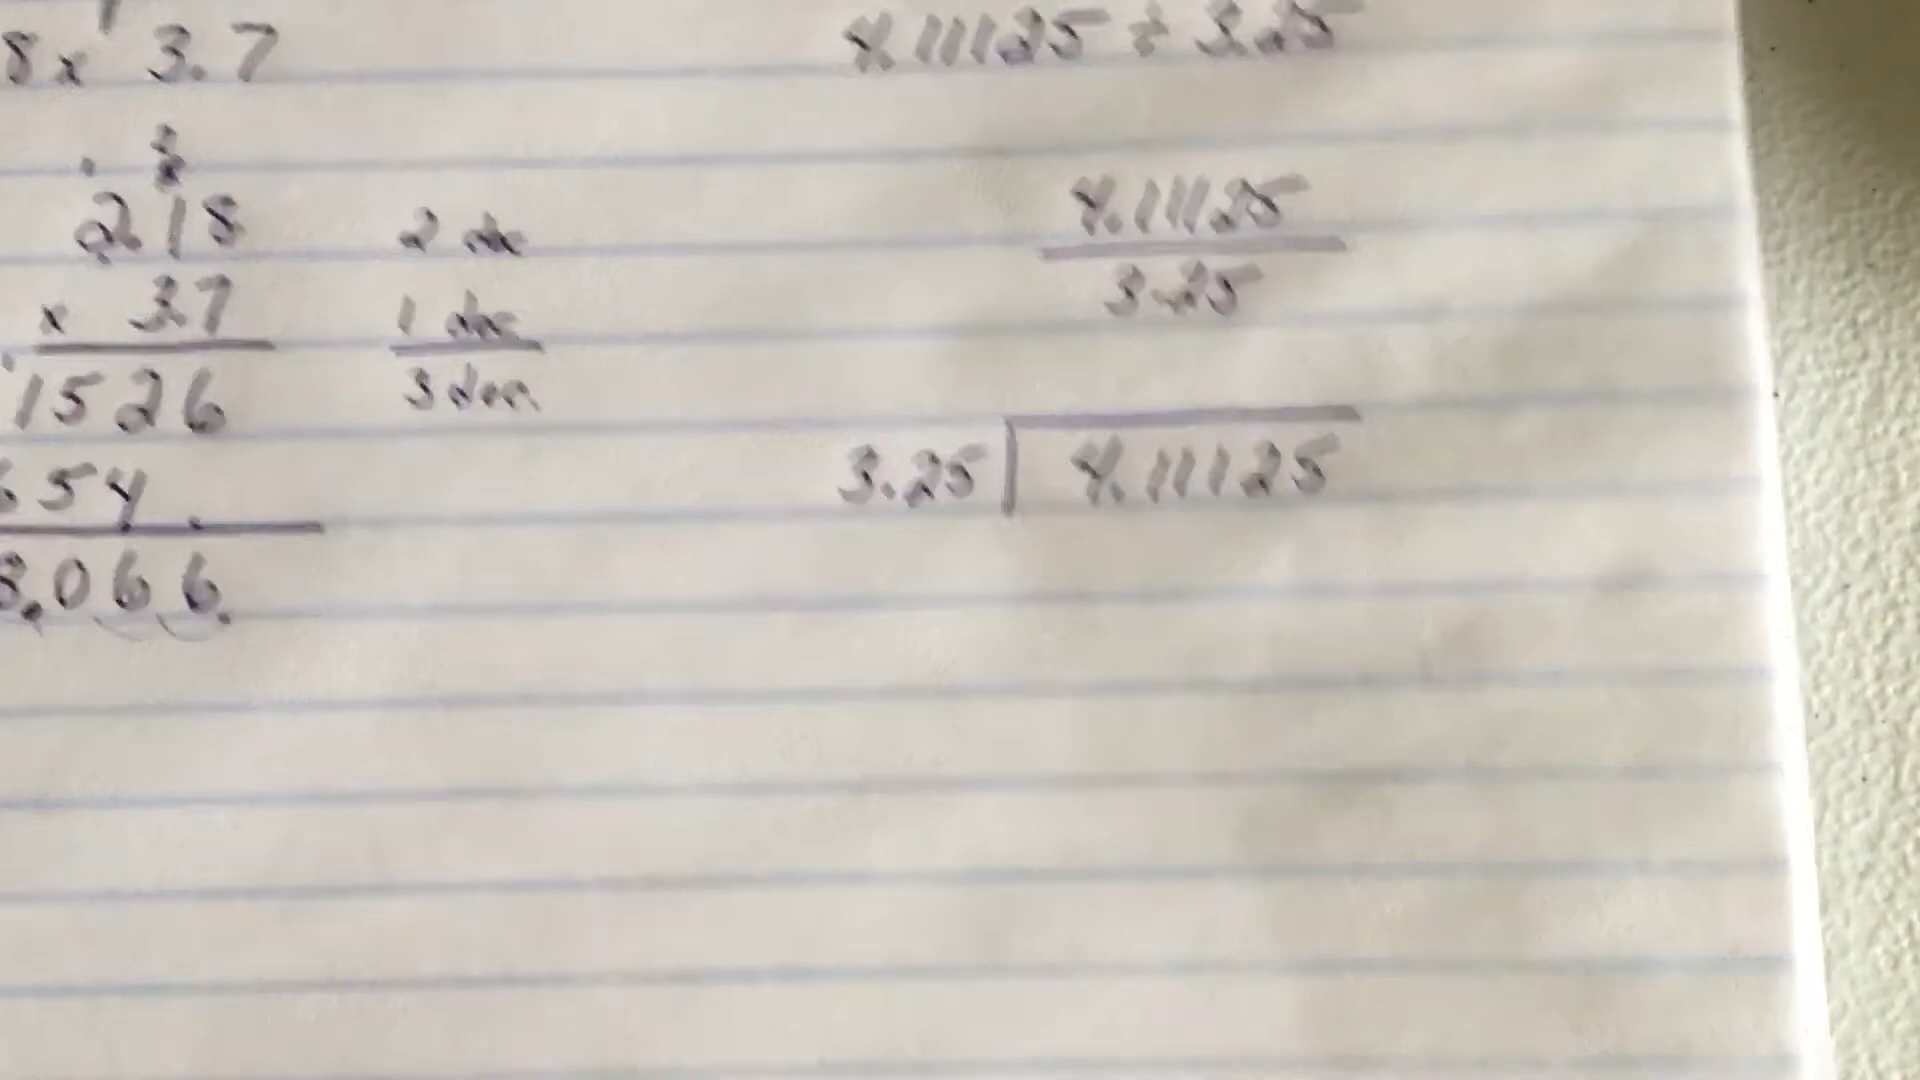 8 x 3.7
2
2.18
2 dec
x 3.7
1 dec
1526
3 dec.
654
8.066.
4.11125 ÷ 3.25
4.11125
3.25
3.25 4.11125